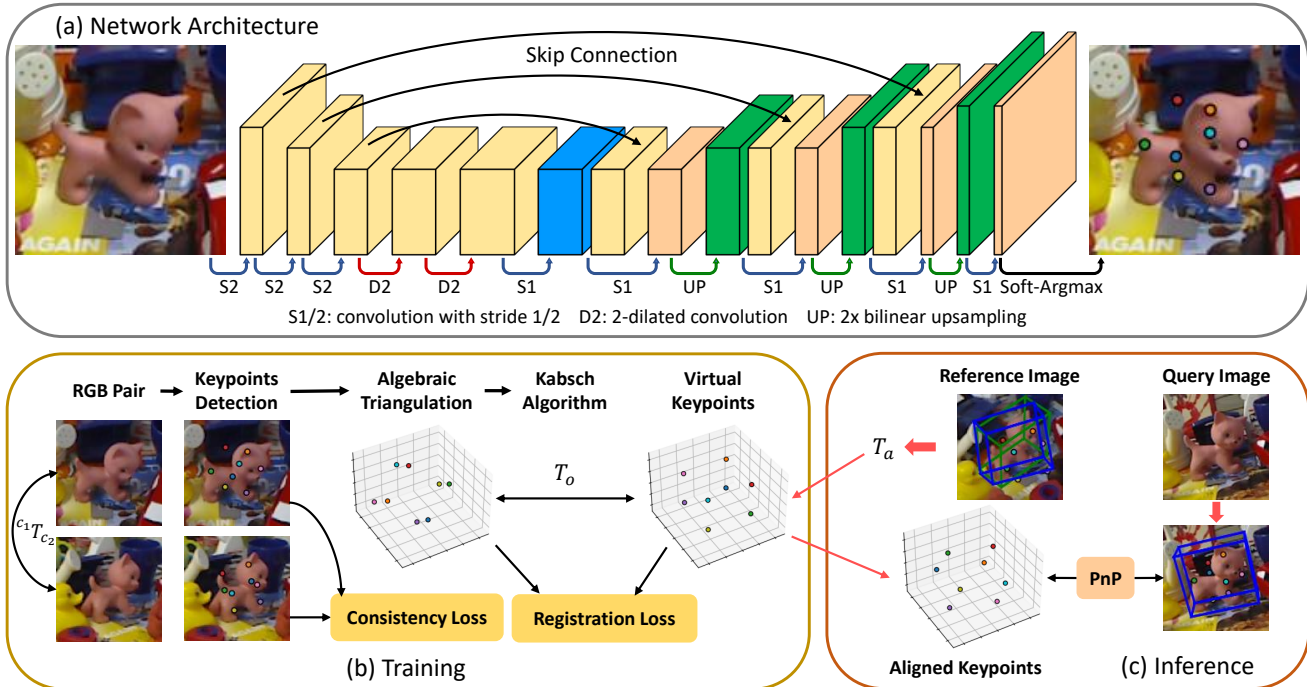 (a) Network Architecture
Skip Connection
AGAIN
AGAIN
S2 S2 S2 D2 D2 S1 S1 UP S1 UP S1 UP S1 Soft-Argmax
S1/2: convolution with stride 1/2 D2: 2-dilated convolution UP: 2x bilinear upsampling
RGB Pair
Keypoints
Detection
Algebraic
Triangulation
Kabsch
Algorithm
Virtual
Keypoints
c₁T_c₂
T_o
Consistency Loss
Registration Loss
(b) Training
Reference Image
Query Image
T_a
PnP
Aligned Keypoints
(c) Inference